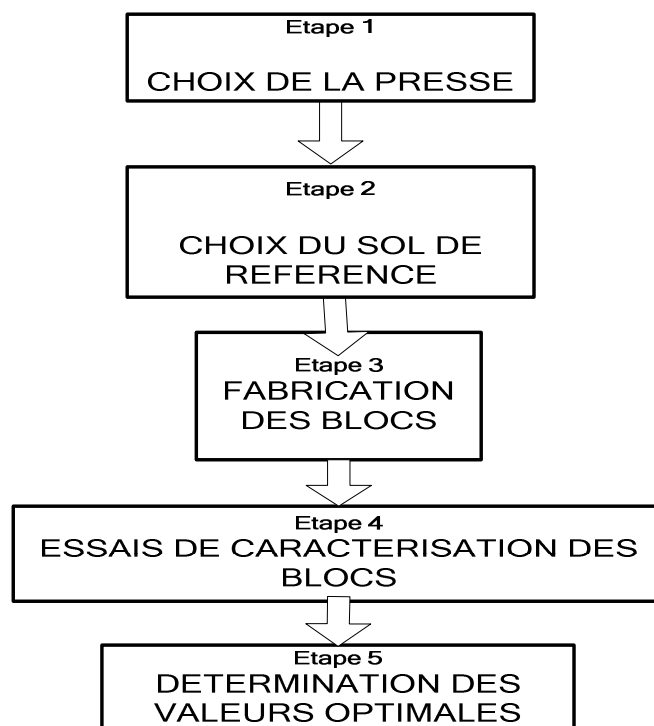 Etape 1
CHOIX DE LA PRESSE
Etape 2
CHOIX DU SOL DE
REFERENCE
Etape 3
FABRICATION
DES BLOCS
Etape 4
ESSAIS DE CARACTERISATION DES
BLOCS
Etape 5
DETERMINATION DES
VALEURS OPTIMALES